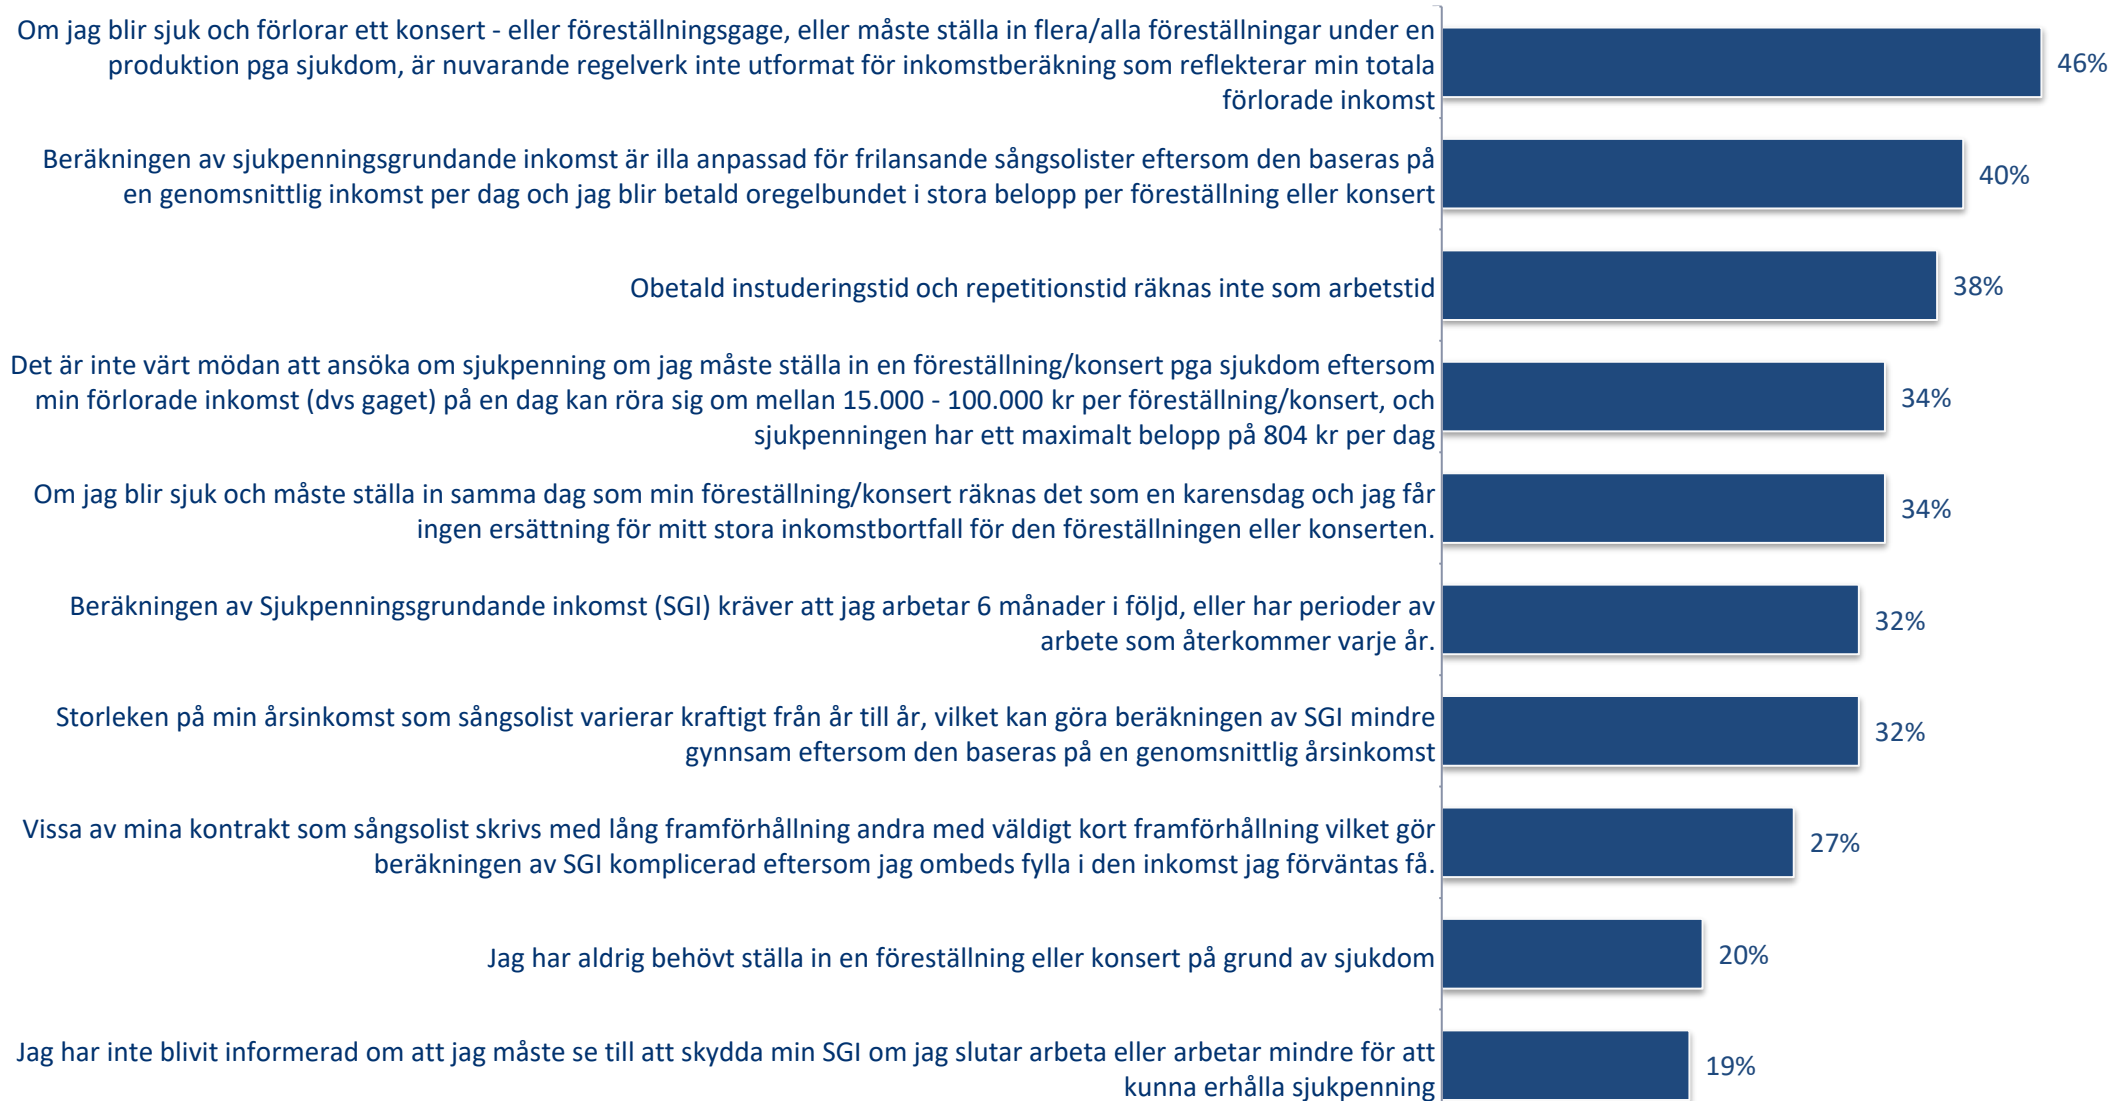 Om jag blir sjuk och förlorar ett konsert - eller föreställningsgage, eller måste ställa in flera/alla föreställningar under en
produktion pga sjukdom, är nuvarande regelverk inte utformat för inkomstberäkning som reflekterar min totala
förlorade inkomst
46%
Beräkningen av sjukpenningsgrundande inkomst är illa anpassad för frilansande sångsolister eftersom den baseras på
en genomsnittlig inkomst per dag och jag blir betald oregelbundet i stora belopp per föreställning eller konsert
40%
Obetald instuderingstid och repetitionstid räknas inte som arbetstid
38%
Det är inte värt mödan att ansöka om sjukpenning om jag måste ställa in en föreställning/konsert pga sjukdom eftersom
min förlorade inkomst (dvs gaget) på en dag kan röra sig om mellan 15.000 - 100.000 kr per föreställning/konsert, och
sjukpenningen har ett maximalt belopp på 804 kr per dag
34%
Om jag blir sjuk och måste ställa in samma dag som min föreställning/konsert räknas det som en karensdag och jag får
ingen ersättning för mitt stora inkomstbortfall för den föreställningen eller konserten.
34%
Beräkningen av Sjukpenningsgrundande inkomst (SGI) kräver att jag arbetar 6 månader i följd, eller har perioder av
arbete som återkommer varje år.
32%
Storleken på min årsinkomst som sångsolist varierar kraftigt från år till år, vilket kan göra beräkningen av SGI mindre
gynnsam eftersom den baseras på en genomsnittlig årsinkomst
32%
Vissa av mina kontrakt som sångsolist skrivs med lång framförhållning andra med väldigt kort framförhållning vilket gör
beräkningen av SGI komplicerad eftersom jag ombeds fylla i den inkomst jag förväntas få.
27%
Jag har aldrig behövt ställa in en föreställning eller konsert på grund av sjukdom
20%
Jag har inte blivit informerad om att jag måste se till att skydda min SGI om jag slutar arbeta eller arbetar mindre för att
kunna erhålla sjukpenning
19%